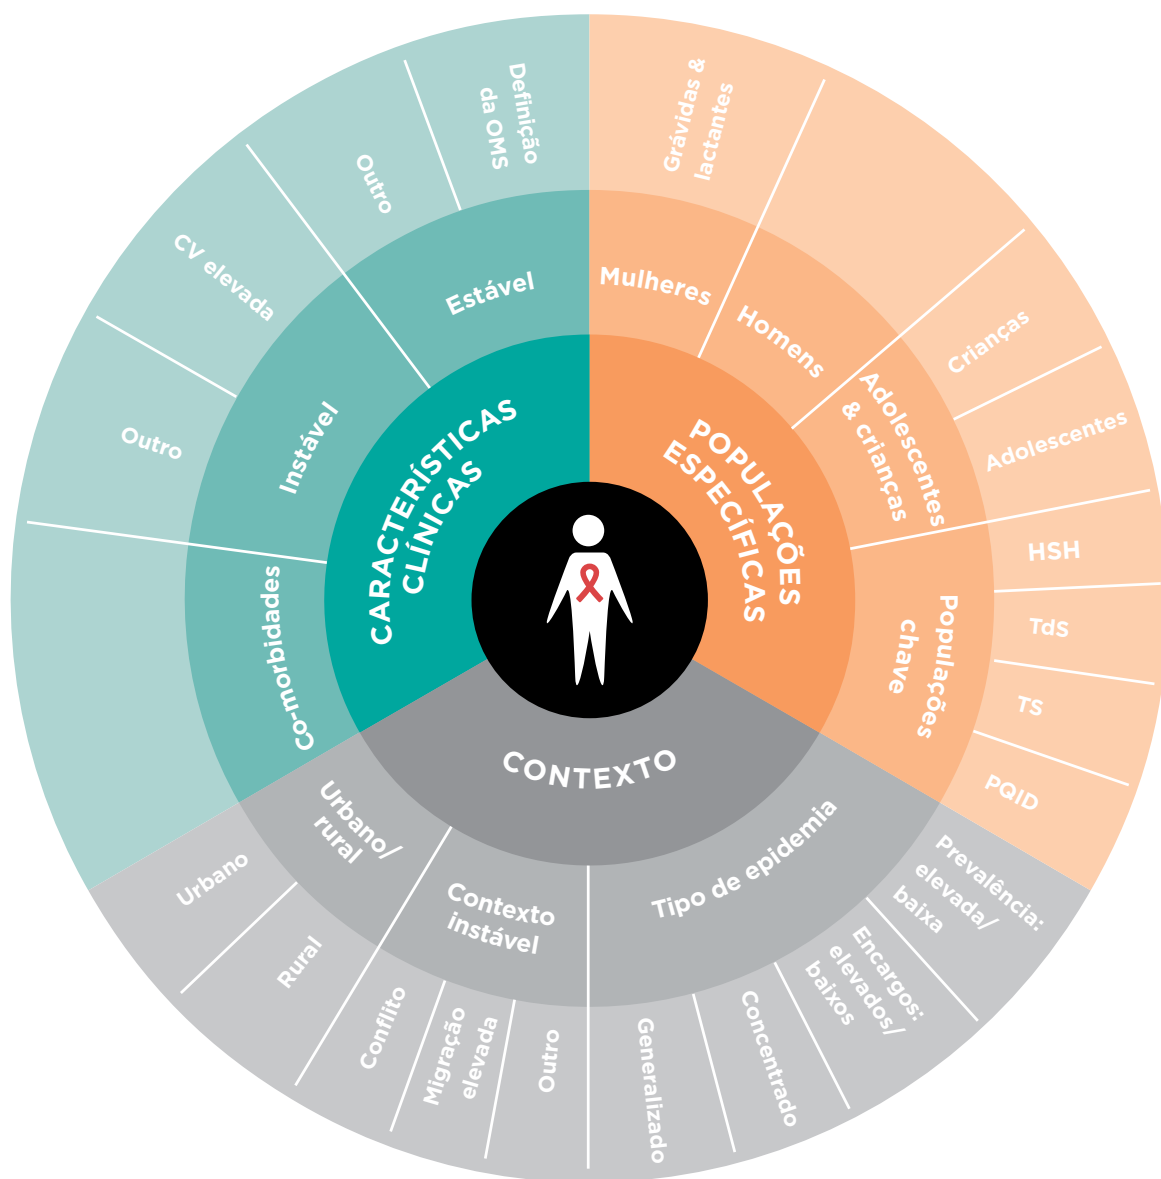 CARACTERÍSTICAS
CLÍNICAS
Estável
Definição
da OMS
Outro
Instável
CV elevada
Outro
Co-morbidades
POPULAÇÕES
ESPECÍFICAS
Mulheres
Grávidas &
lactantes
Homens
Adolescentes
& crianças
Crianças
Adolescentes
Populações
chave
HSH
TdS
TS
PQID
CONTEXTO
Urbano/
rural
Urbano
Rural
Contexto
instável
Conflito
Migração
elevada
Outro
Tipo de epidemia
Generalizado
Concentrado
Encargos:
elevados/
baixos
Prevalência:
elevada/
baixa